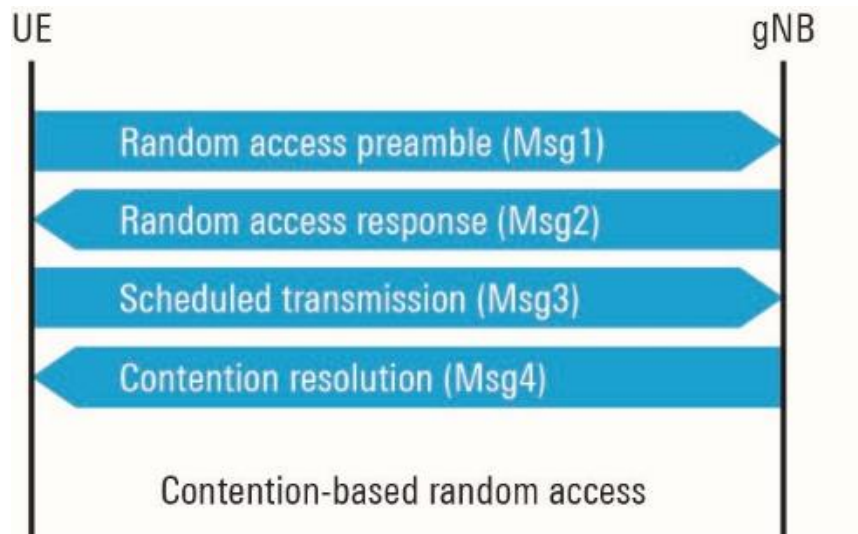 UE
gNB
Random access preamble (Msg1)
Random access response (Msg2)
Scheduled transmission (Msg3)
Contention resolution (Msg4)
Contention-based random access